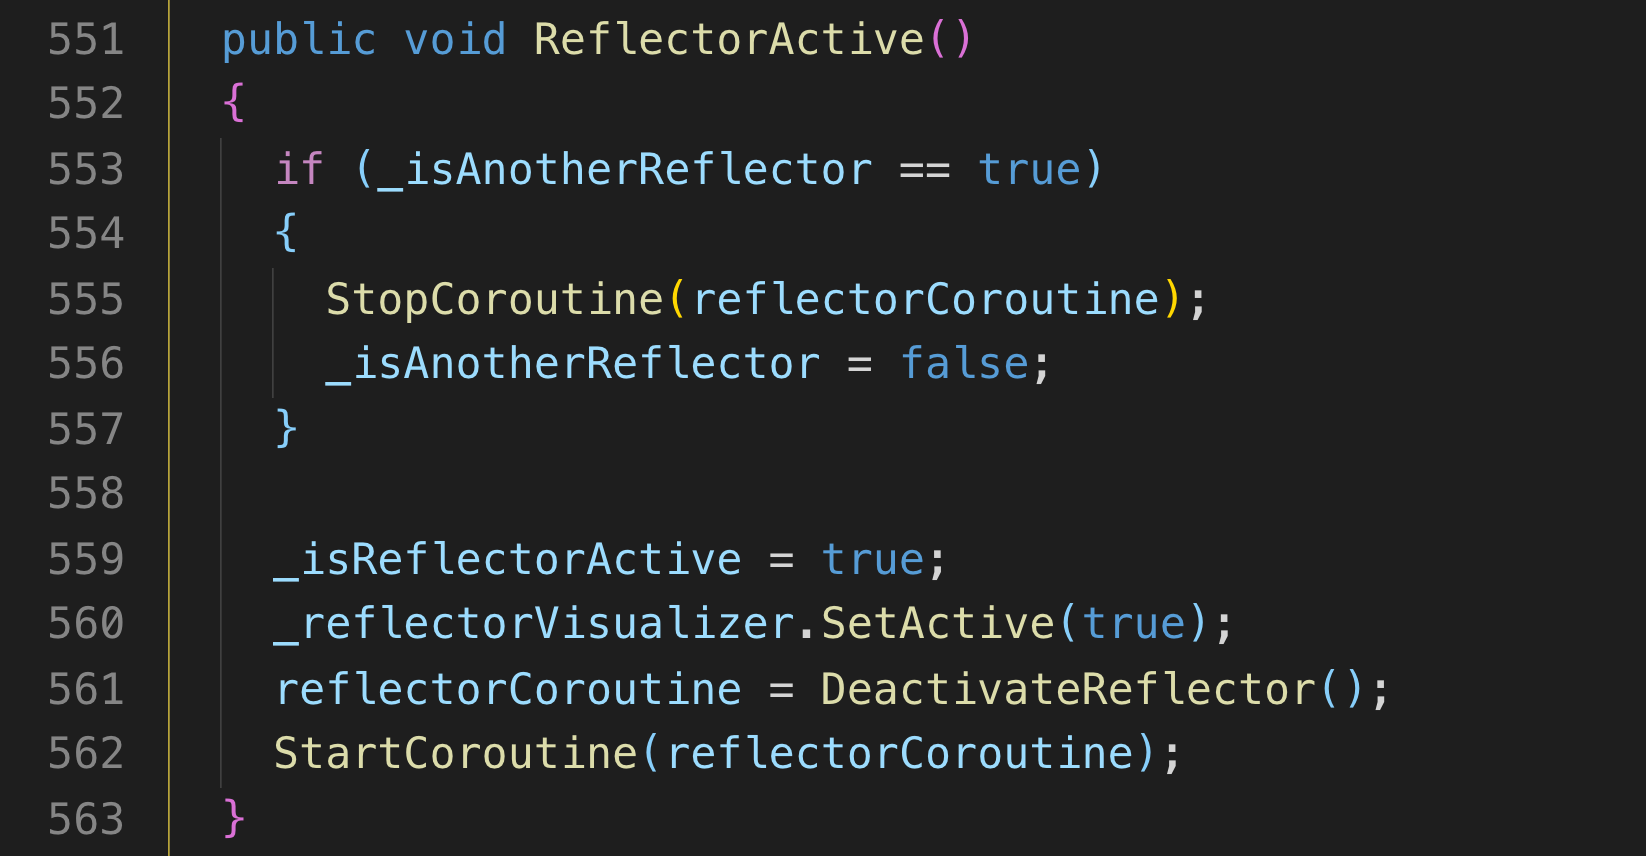 551 public void ReflectorActive()
552 {
553 if (_isAnotherReflector == true)
554 {
555 StopCoroutine(reflectorCoroutine);
556 _isAnotherReflector = false;
557 }
558
559 _isReflectorActive = true;
560 _reflectorVisualizer.SetActive(true);
561 reflectorCoroutine = DeactivateReflector();
562 StartCoroutine(reflectorCoroutine);
563 }